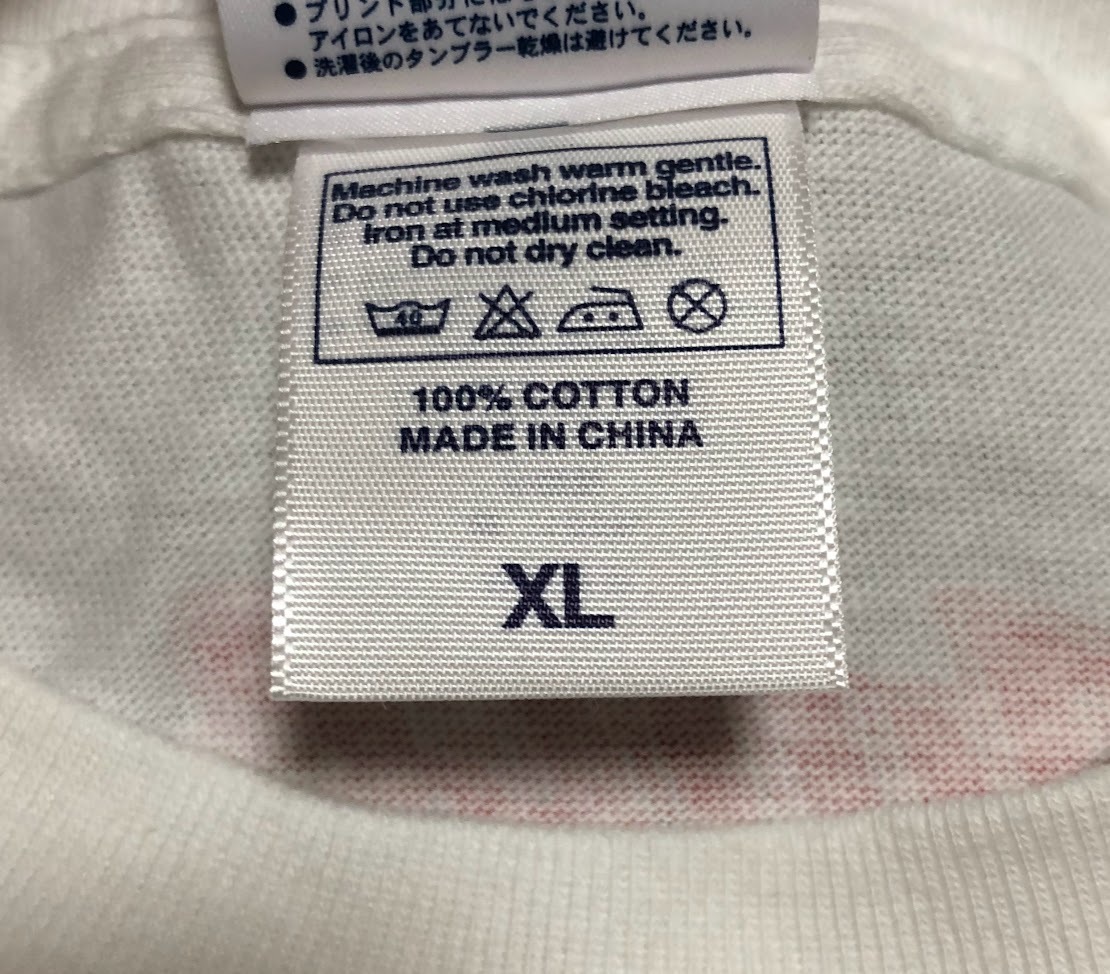 ● プリント部分には
アイロンをあてないでください。
● 洗濯後のタンブラー乾燥は避けてください。
Machine wash warm gentle.
Do not use chlorine bleach.
Iron at medium setting.
Do not dry clean.
40
100% COTTON
MADE IN CHINA
XL